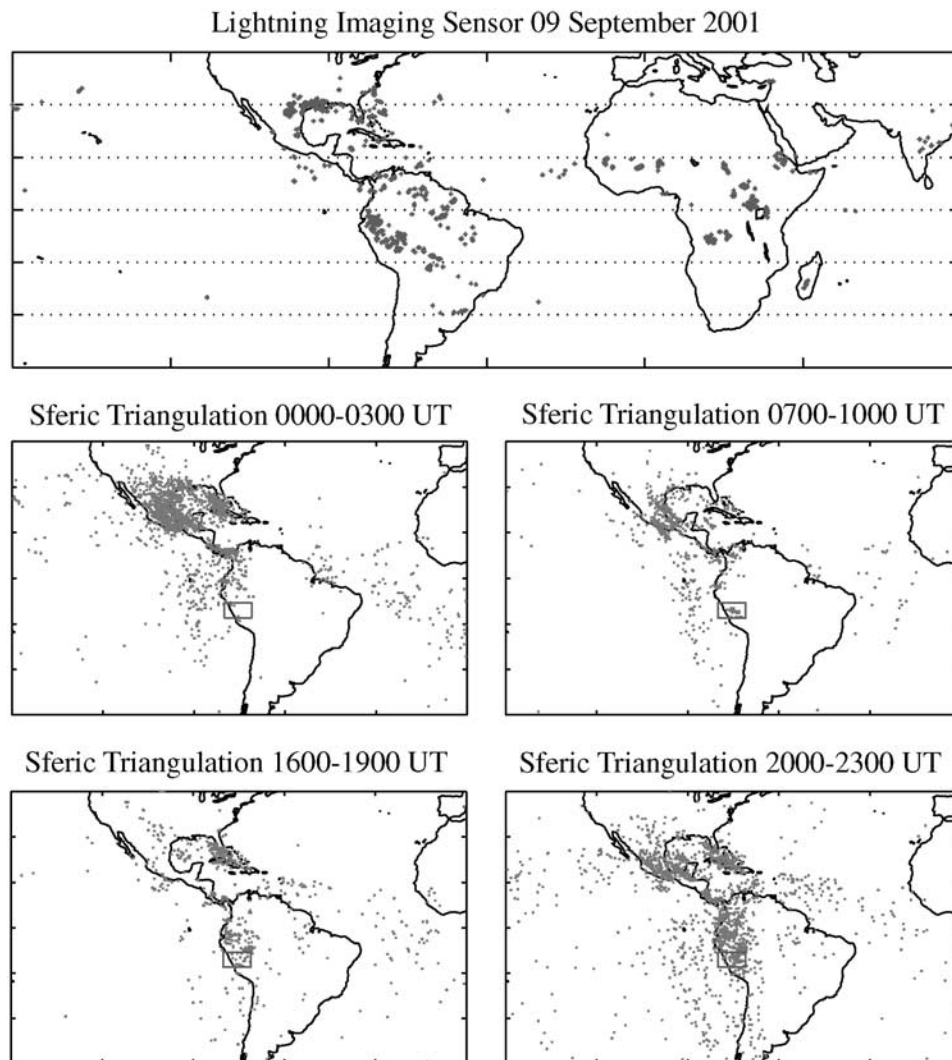 Lightning Imaging Sensor 09 September 2001
Sferic Triangulation 0000-0300 UT
Sferic Triangulation 0700-1000 UT
Sferic Triangulation 1600-1900 UT
Sferic Triangulation 2000-2300 UT